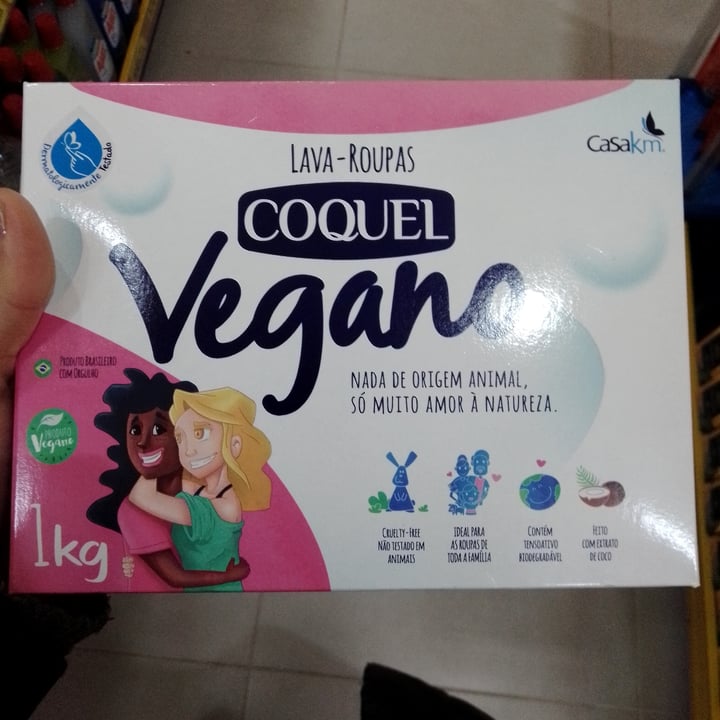 Dermatologicamente Testado
LAVA-ROUPAS
Casakm
COQUEL
Vegano
PRODUTO BRASILEIRO
COM ORGULHO
NADA DE ORIGEM ANIMAL,
SÓ MUITO AMOR À NATUREZA.
PRODUTO
Vegano
1kg
CRUELTY-FREE
NÃO TESTADO EM
ANIMAIS
IDEAL PARA
AS ROUPAS DE
TODA A FAMÍLIA
CONTÉM
TENSOATIVO
BIODEGRADÁVEL
FEITO
COM EXTRATO
DE COCO